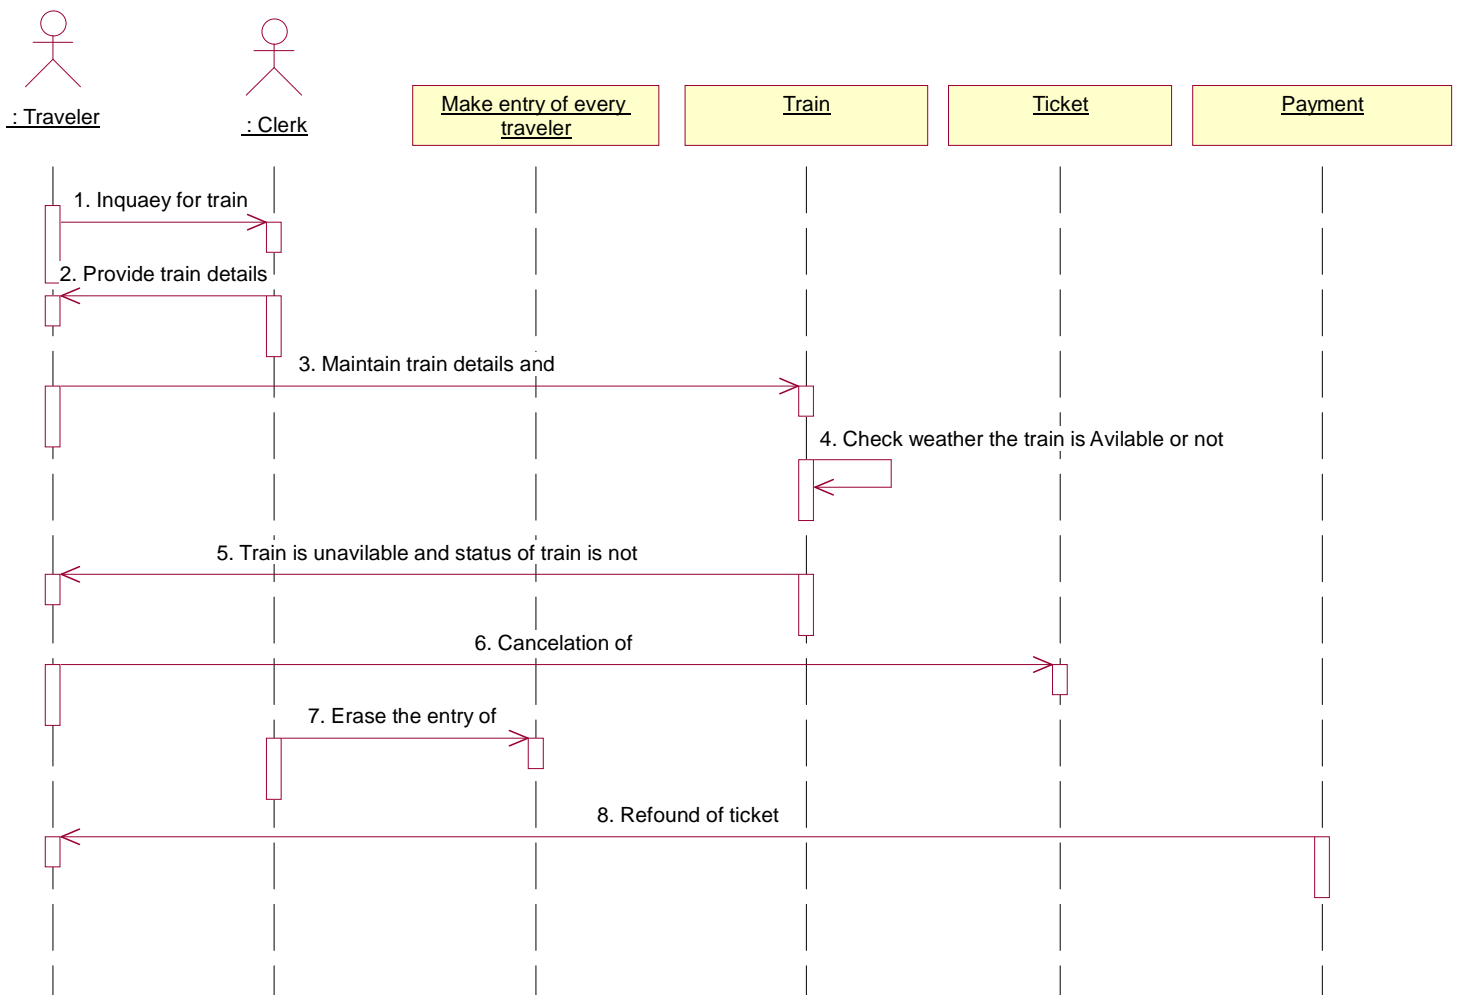 : Traveler
: Clerk
Make entry of every
traveler
Train
Ticket
Payment
1. Inquaey for train
2. Provide train details
3. Maintain train details and
4. Check weather the train is Avilable or not
5. Train is unavilable and status of train is not
6. Cancelation of
7. Erase the entry of
8. Refound of ticket